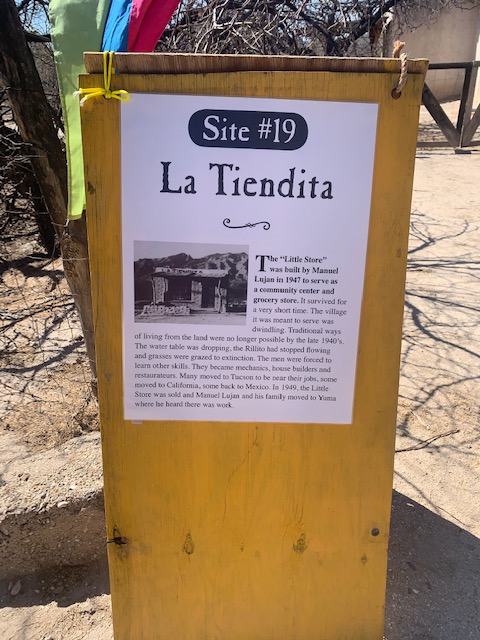 Site #19
La Tiendita
The “Little Store”
was built by Manuel
Lujan in 1947 to serve as
a community center and
grocery store. It survived for
a very short time. The village
it was meant to serve was
dwindling. Traditional ways
of living from the land were no longer possible by the late 1940’s.
The water table was dropping, the Rillito had stopped flowing
and grasses were grazed to extinction. The men were forced to
learn other skills. They became mechanics, house builders and
restaurateurs. Many moved to Tucson to be near their jobs, some
moved to California, some back to Mexico. In 1949, the Little
Store was sold and Manuel Lujan and his family moved to Yuma
where he heard there was work.